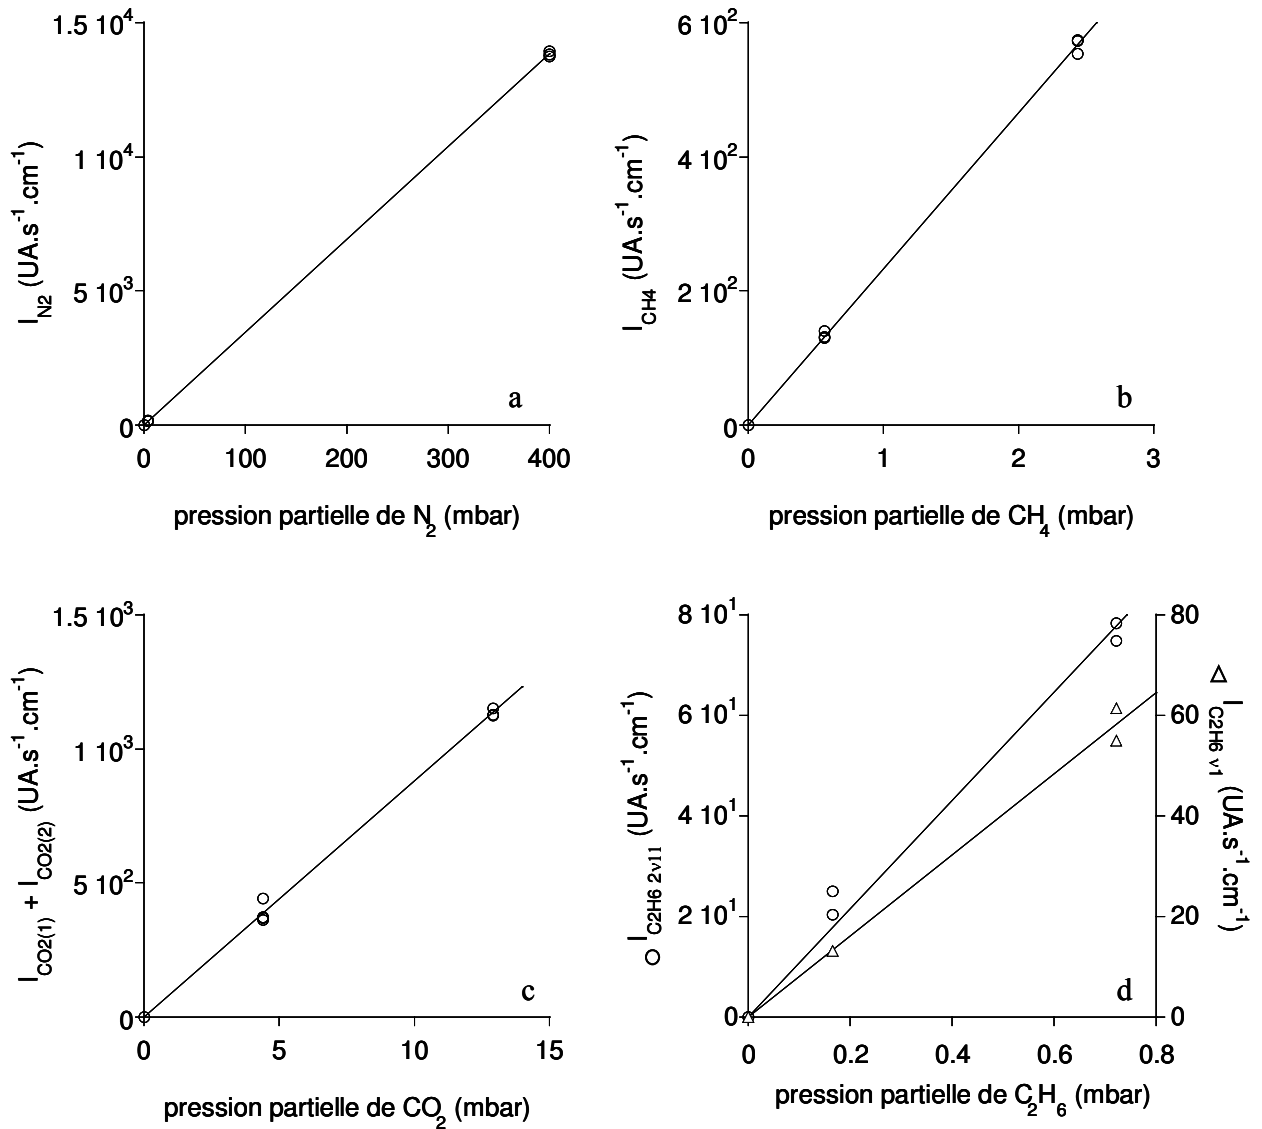 1.5 10⁴
1 10⁴
5 10³
0
I_N2 (UA.s⁻¹.cm⁻¹)
a
0 100 200 300 400
pression partielle de N₂ (mbar)
6 10²
4 10²
2 10²
0
I_CH4 (UA.s⁻¹.cm⁻¹)
b
0 1 2 3
pression partielle de CH₄ (mbar)
1.5 10³
1 10³
5 10²
0
I_CO2(1) + I_CO2(2) (UA.s⁻¹.cm⁻¹)
c
0 5 10 15
pression partielle de CO₂ (mbar)
8 10¹
6 10¹
4 10¹
2 10¹
0
I_C2H6 2ν11 (UA.s⁻¹.cm⁻¹)
80
60
40
20
0
I_C2H6 ν1 (UA.s⁻¹.cm⁻¹)
d
0 0.2 0.4 0.6 0.8
pression partielle de C₂H₆ (mbar)